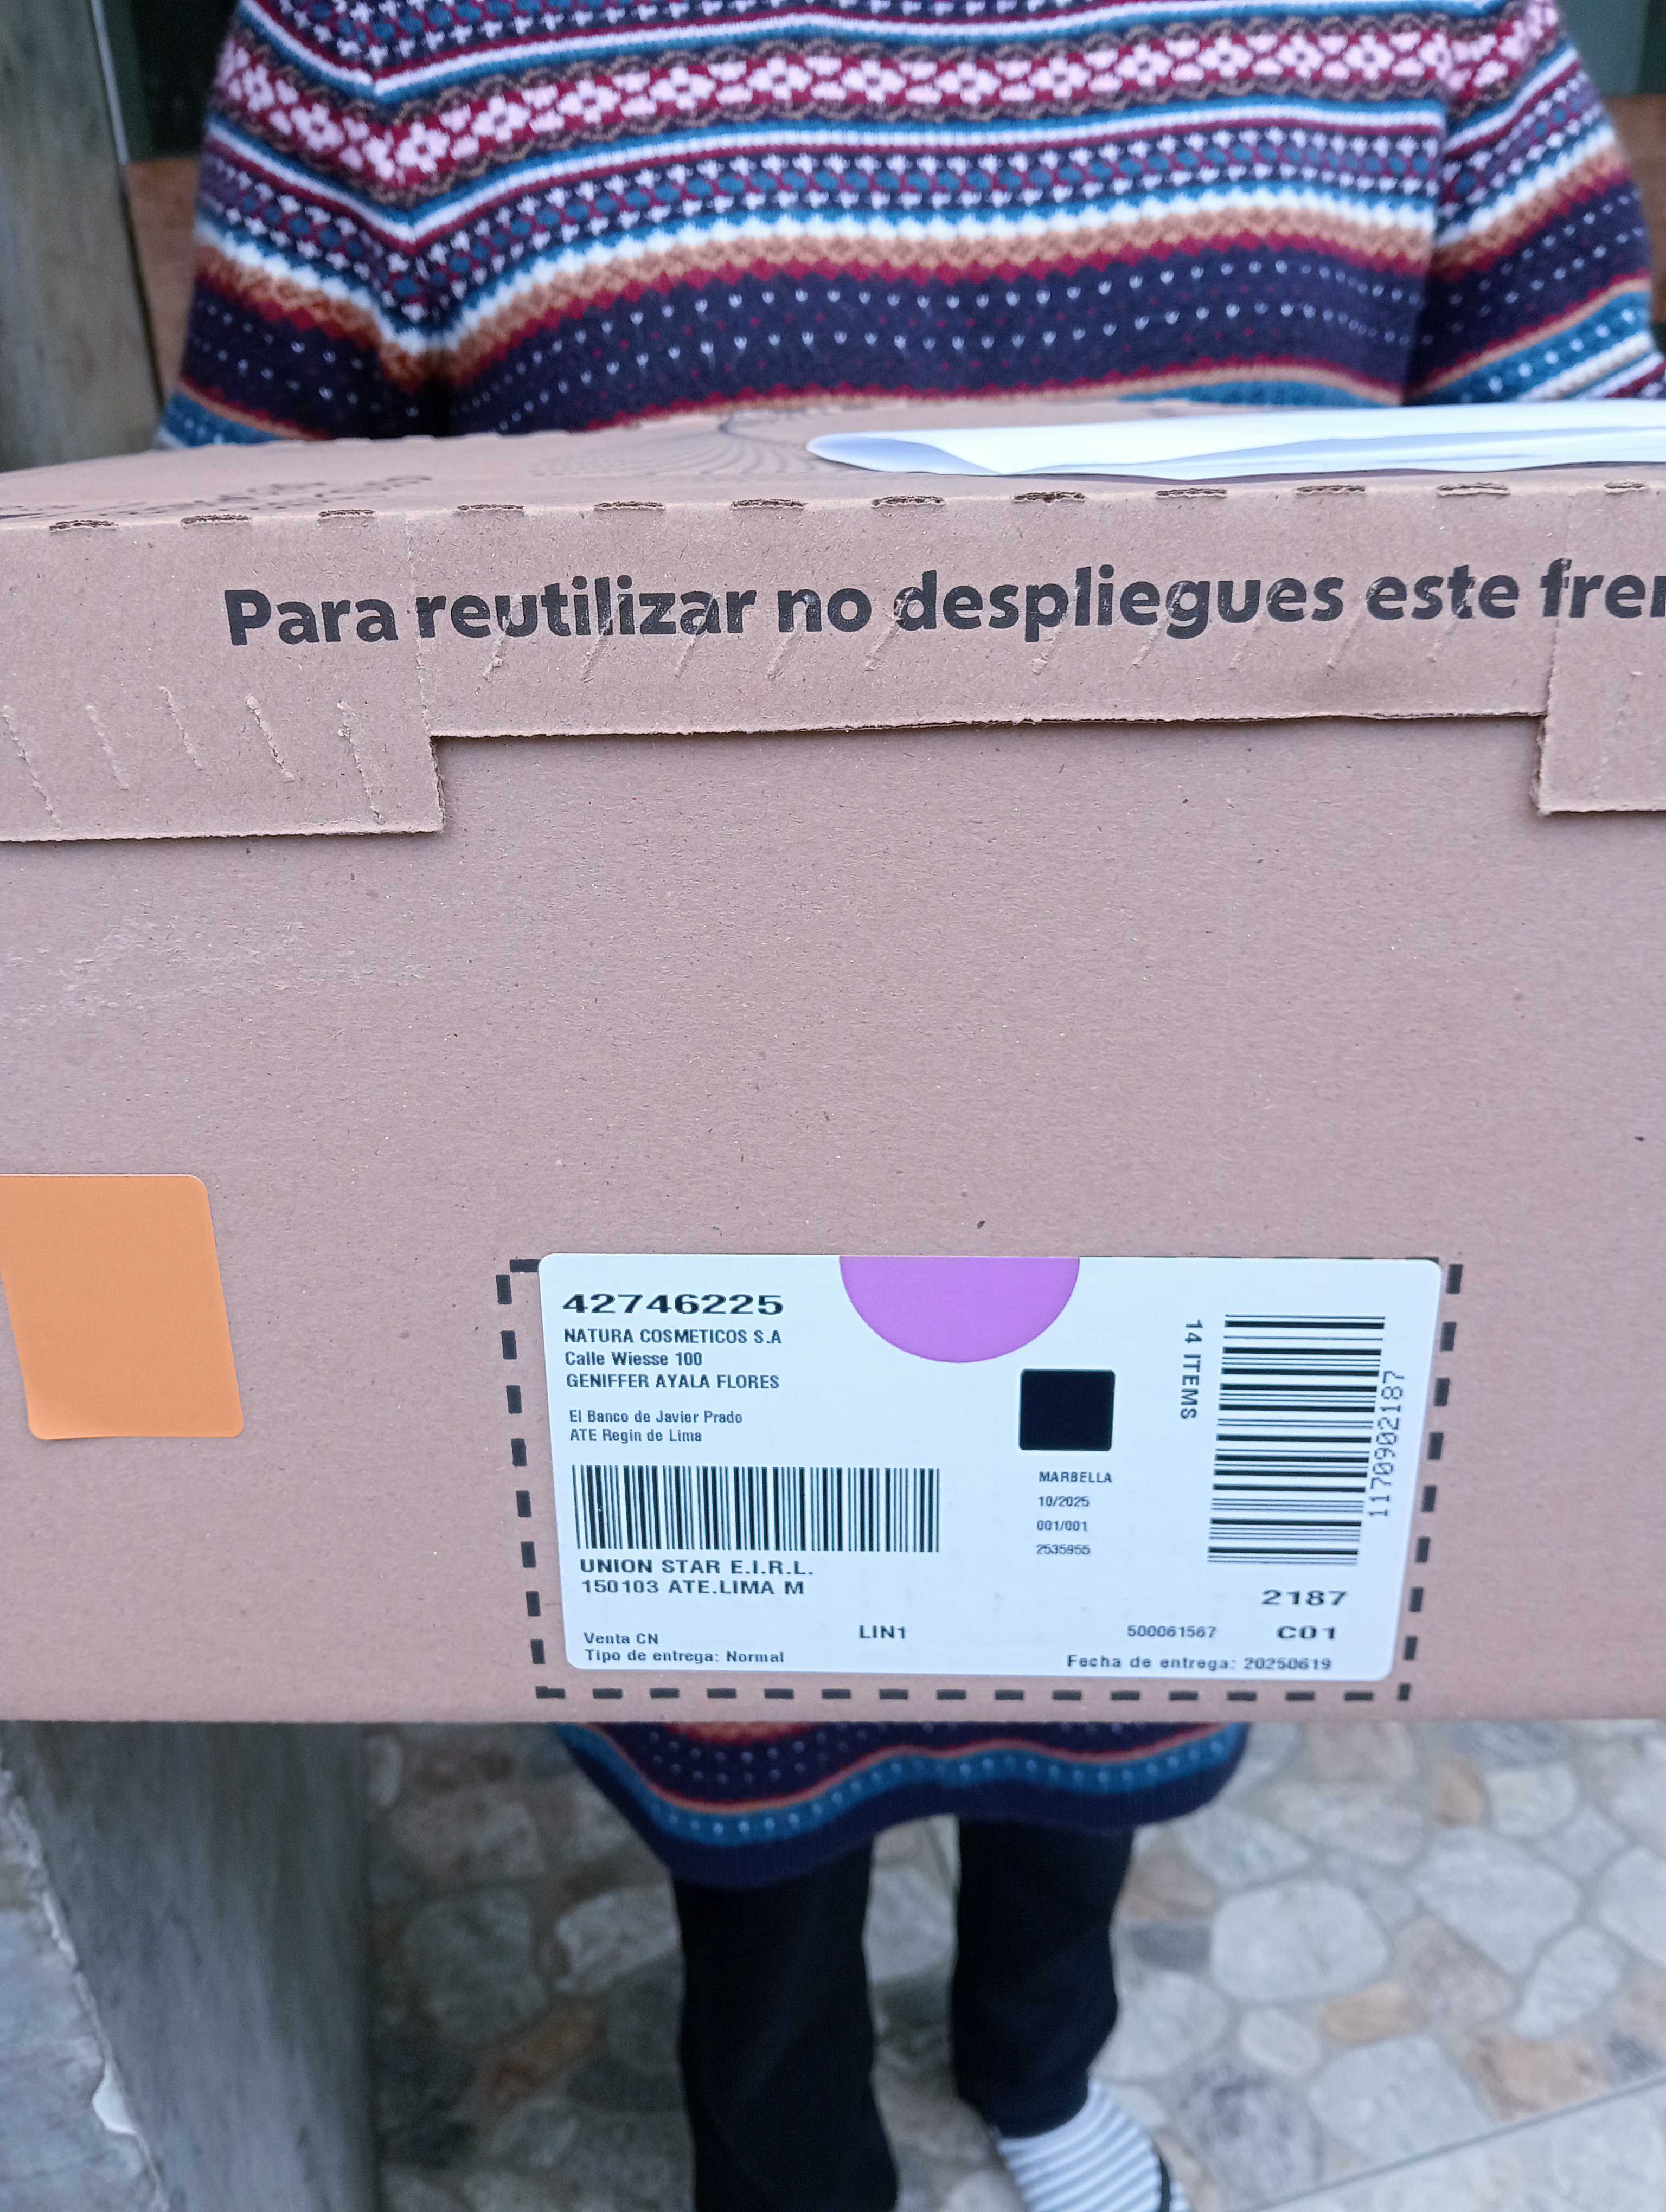 Para reutilizar no despliegues este fre
42746225
NATURA COSMETICOS S.A
Calle Wiesse 100
GENIFFER AYALA FLORES
El Banco de Javier Prado
ATE Regin de Lima
UNION STAR E.I.R.L.
150103 ATE.LIMA M
Venta CN
Tipo de entrega: Normal
LIN1
MARBELLA
10/2025
001/001
2535955
14 ITEMS
1170902187
2187
500061567 C01
Fecha de entrega: 20250619